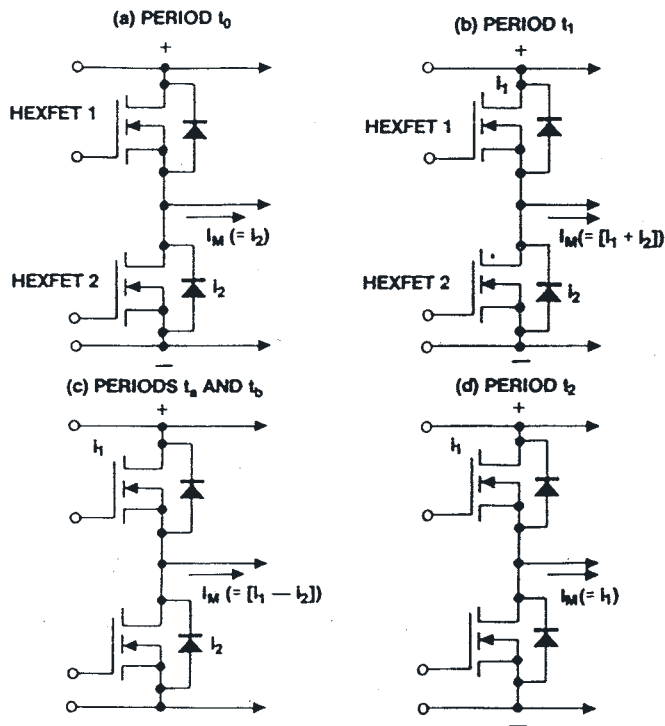 (a) PERIOD t0
+
HEXFET 1
iM (= i2)
HEXFET 2
i2
—
(b) PERIOD t1
+
i1
HEXFET 1
iM(= [i1 + i2])
HEXFET 2
i2
—
(c) PERIODS ta AND tb
+
i1
iM (= [i1 — i2])
i2
(d) PERIOD t2
+
i1
iM(= i1)
—